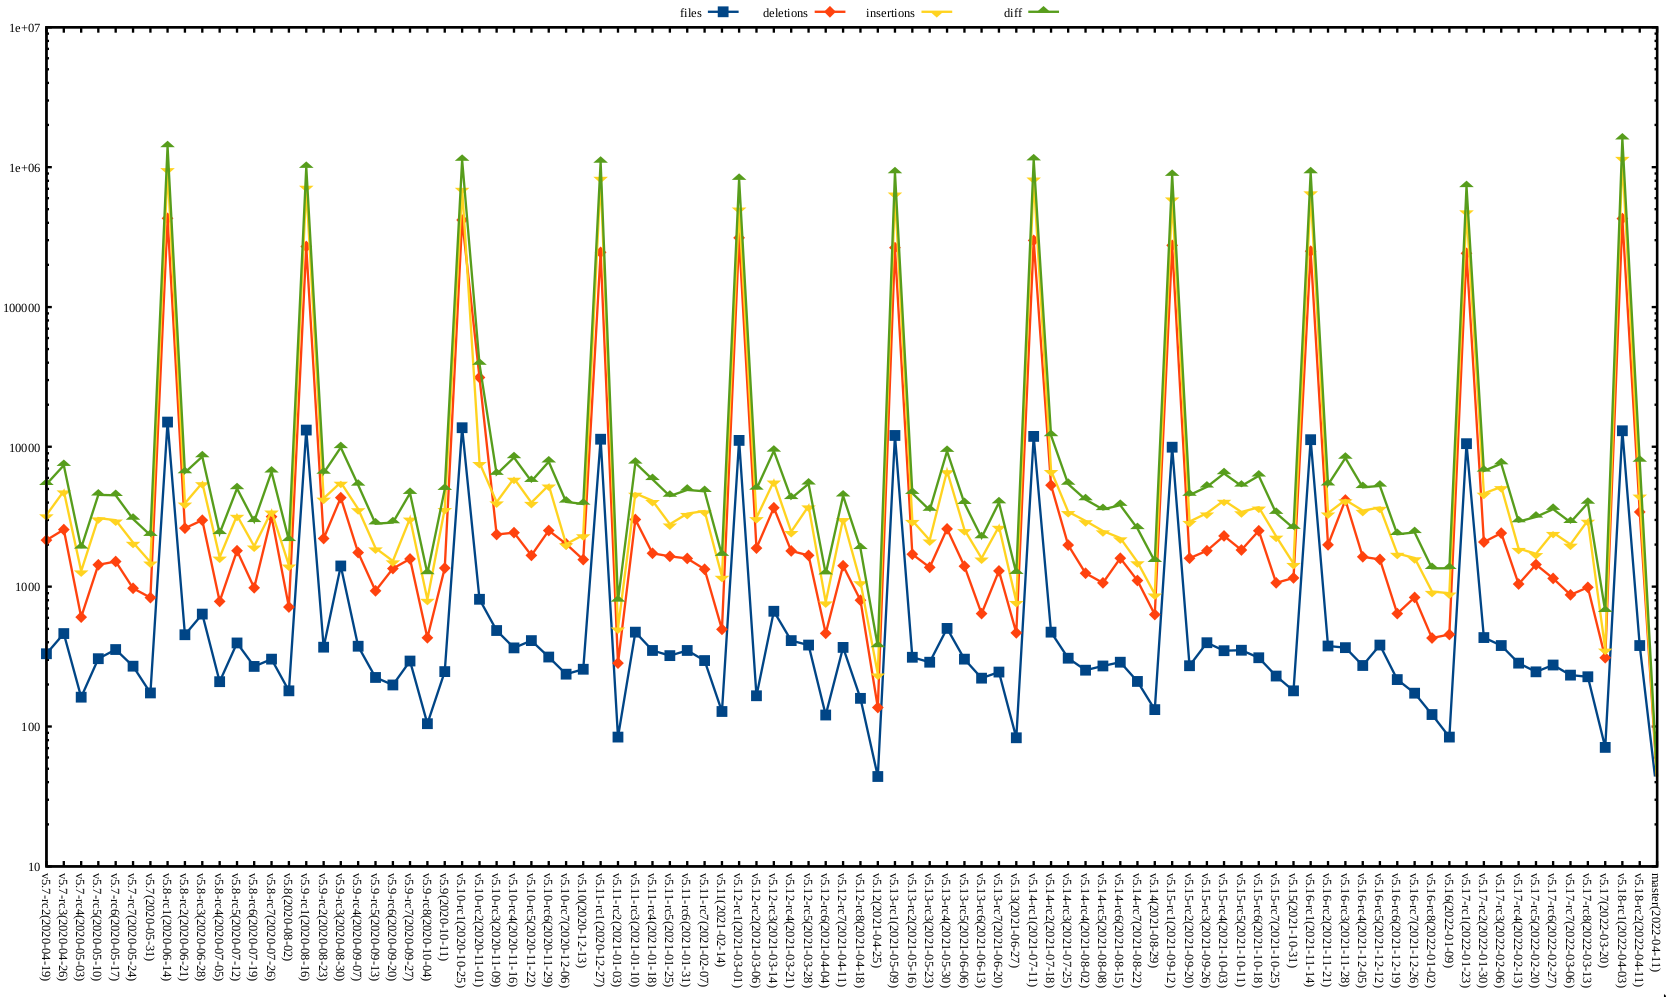 files deletions insertions diff
1e+07
1e+06
100000
10000
1000
100
10
v5.7-rc2(2020-04-19)
v5.7-rc3(2020-04-26)
v5.7-rc4(2020-05-03)
v5.7-rc5(2020-05-10)
v5.7-rc6(2020-05-17)
v5.7-rc7(2020-05-24)
v5.7(2020-05-31)
v5.8-rc1(2020-06-14)
v5.8-rc2(2020-06-21)
v5.8-rc3(2020-06-28)
v5.8-rc4(2020-07-05)
v5.8-rc5(2020-07-12)
v5.8-rc6(2020-07-19)
v5.8-rc7(2020-07-26)
v5.8(2020-08-02)
v5.9-rc1(2020-08-16)
v5.9-rc2(2020-08-23)
v5.9-rc3(2020-08-30)
v5.9-rc4(2020-09-07)
v5.9-rc5(2020-09-13)
v5.9-rc6(2020-09-20)
v5.9-rc7(2020-09-27)
v5.9-rc8(2020-10-04)
v5.9(2020-10-11)
v5.10-rc1(2020-10-25)
v5.10-rc2(2020-11-01)
v5.10-rc3(2020-11-09)
v5.10-rc4(2020-11-16)
v5.10-rc5(2020-11-22)
v5.10-rc6(2020-11-29)
v5.10-rc7(2020-12-06)
v5.10(2020-12-13)
v5.11-rc1(2020-12-27)
v5.11-rc2(2021-01-03)
v5.11-rc3(2021-01-10)
v5.11-rc4(2021-01-18)
v5.11-rc5(2021-01-25)
v5.11-rc6(2021-01-31)
v5.11-rc7(2021-02-07)
v5.11(2021-02-14)
v5.12-rc1(2021-03-01)
v5.12-rc2(2021-03-06)
v5.12-rc3(2021-03-14)
v5.12-rc4(2021-03-21)
v5.12-rc5(2021-03-28)
v5.12-rc6(2021-04-04)
v5.12-rc7(2021-04-11)
v5.12-rc8(2021-04-18)
v5.12(2021-04-25)
v5.13-rc1(2021-05-09)
v5.13-rc2(2021-05-16)
v5.13-rc3(2021-05-23)
v5.13-rc4(2021-05-30)
v5.13-rc5(2021-06-06)
v5.13-rc6(2021-06-13)
v5.13-rc7(2021-06-20)
v5.13(2021-06-27)
v5.14-rc1(2021-07-11)
v5.14-rc2(2021-07-18)
v5.14-rc3(2021-07-25)
v5.14-rc4(2021-08-02)
v5.14-rc5(2021-08-08)
v5.14-rc6(2021-08-15)
v5.14-rc7(2021-08-22)
v5.14(2021-08-29)
v5.15-rc1(2021-09-12)
v5.15-rc2(2021-09-20)
v5.15-rc3(2021-09-26)
v5.15-rc4(2021-10-03)
v5.15-rc5(2021-10-11)
v5.15-rc6(2021-10-18)
v5.15-rc7(2021-10-25)
v5.15(2021-10-31)
v5.16-rc1(2021-11-14)
v5.16-rc2(2021-11-21)
v5.16-rc3(2021-11-28)
v5.16-rc4(2021-12-05)
v5.16-rc5(2021-12-12)
v5.16-rc6(2021-12-19)
v5.16-rc7(2021-12-26)
v5.16-rc8(2022-01-02)
v5.16(2022-01-09)
v5.17-rc1(2022-01-23)
v5.17-rc2(2022-01-30)
v5.17-rc3(2022-02-06)
v5.17-rc4(2022-02-13)
v5.17-rc5(2022-02-20)
v5.17-rc6(2022-02-27)
v5.17-rc7(2022-03-06)
v5.17-rc8(2022-03-13)
v5.17(2022-03-20)
v5.18-rc1(2022-04-03)
v5.18-rc2(2022-04-11)
master(2022-04-11)